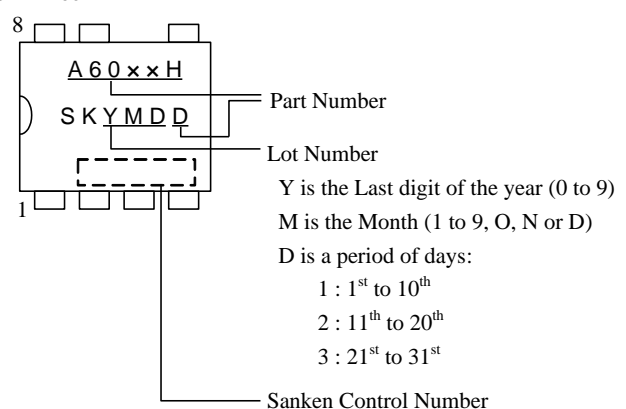 8
A 6 0 × × H
Part Number
S K Y M D D
Lot Number
Y is the Last digit of the year (0 to 9)
M is the Month (1 to 9, O, N or D)
1
D is a period of days:
1 : 1st to 10th
2 : 11th to 20th
3 : 21st to 31st
Sanken Control Number